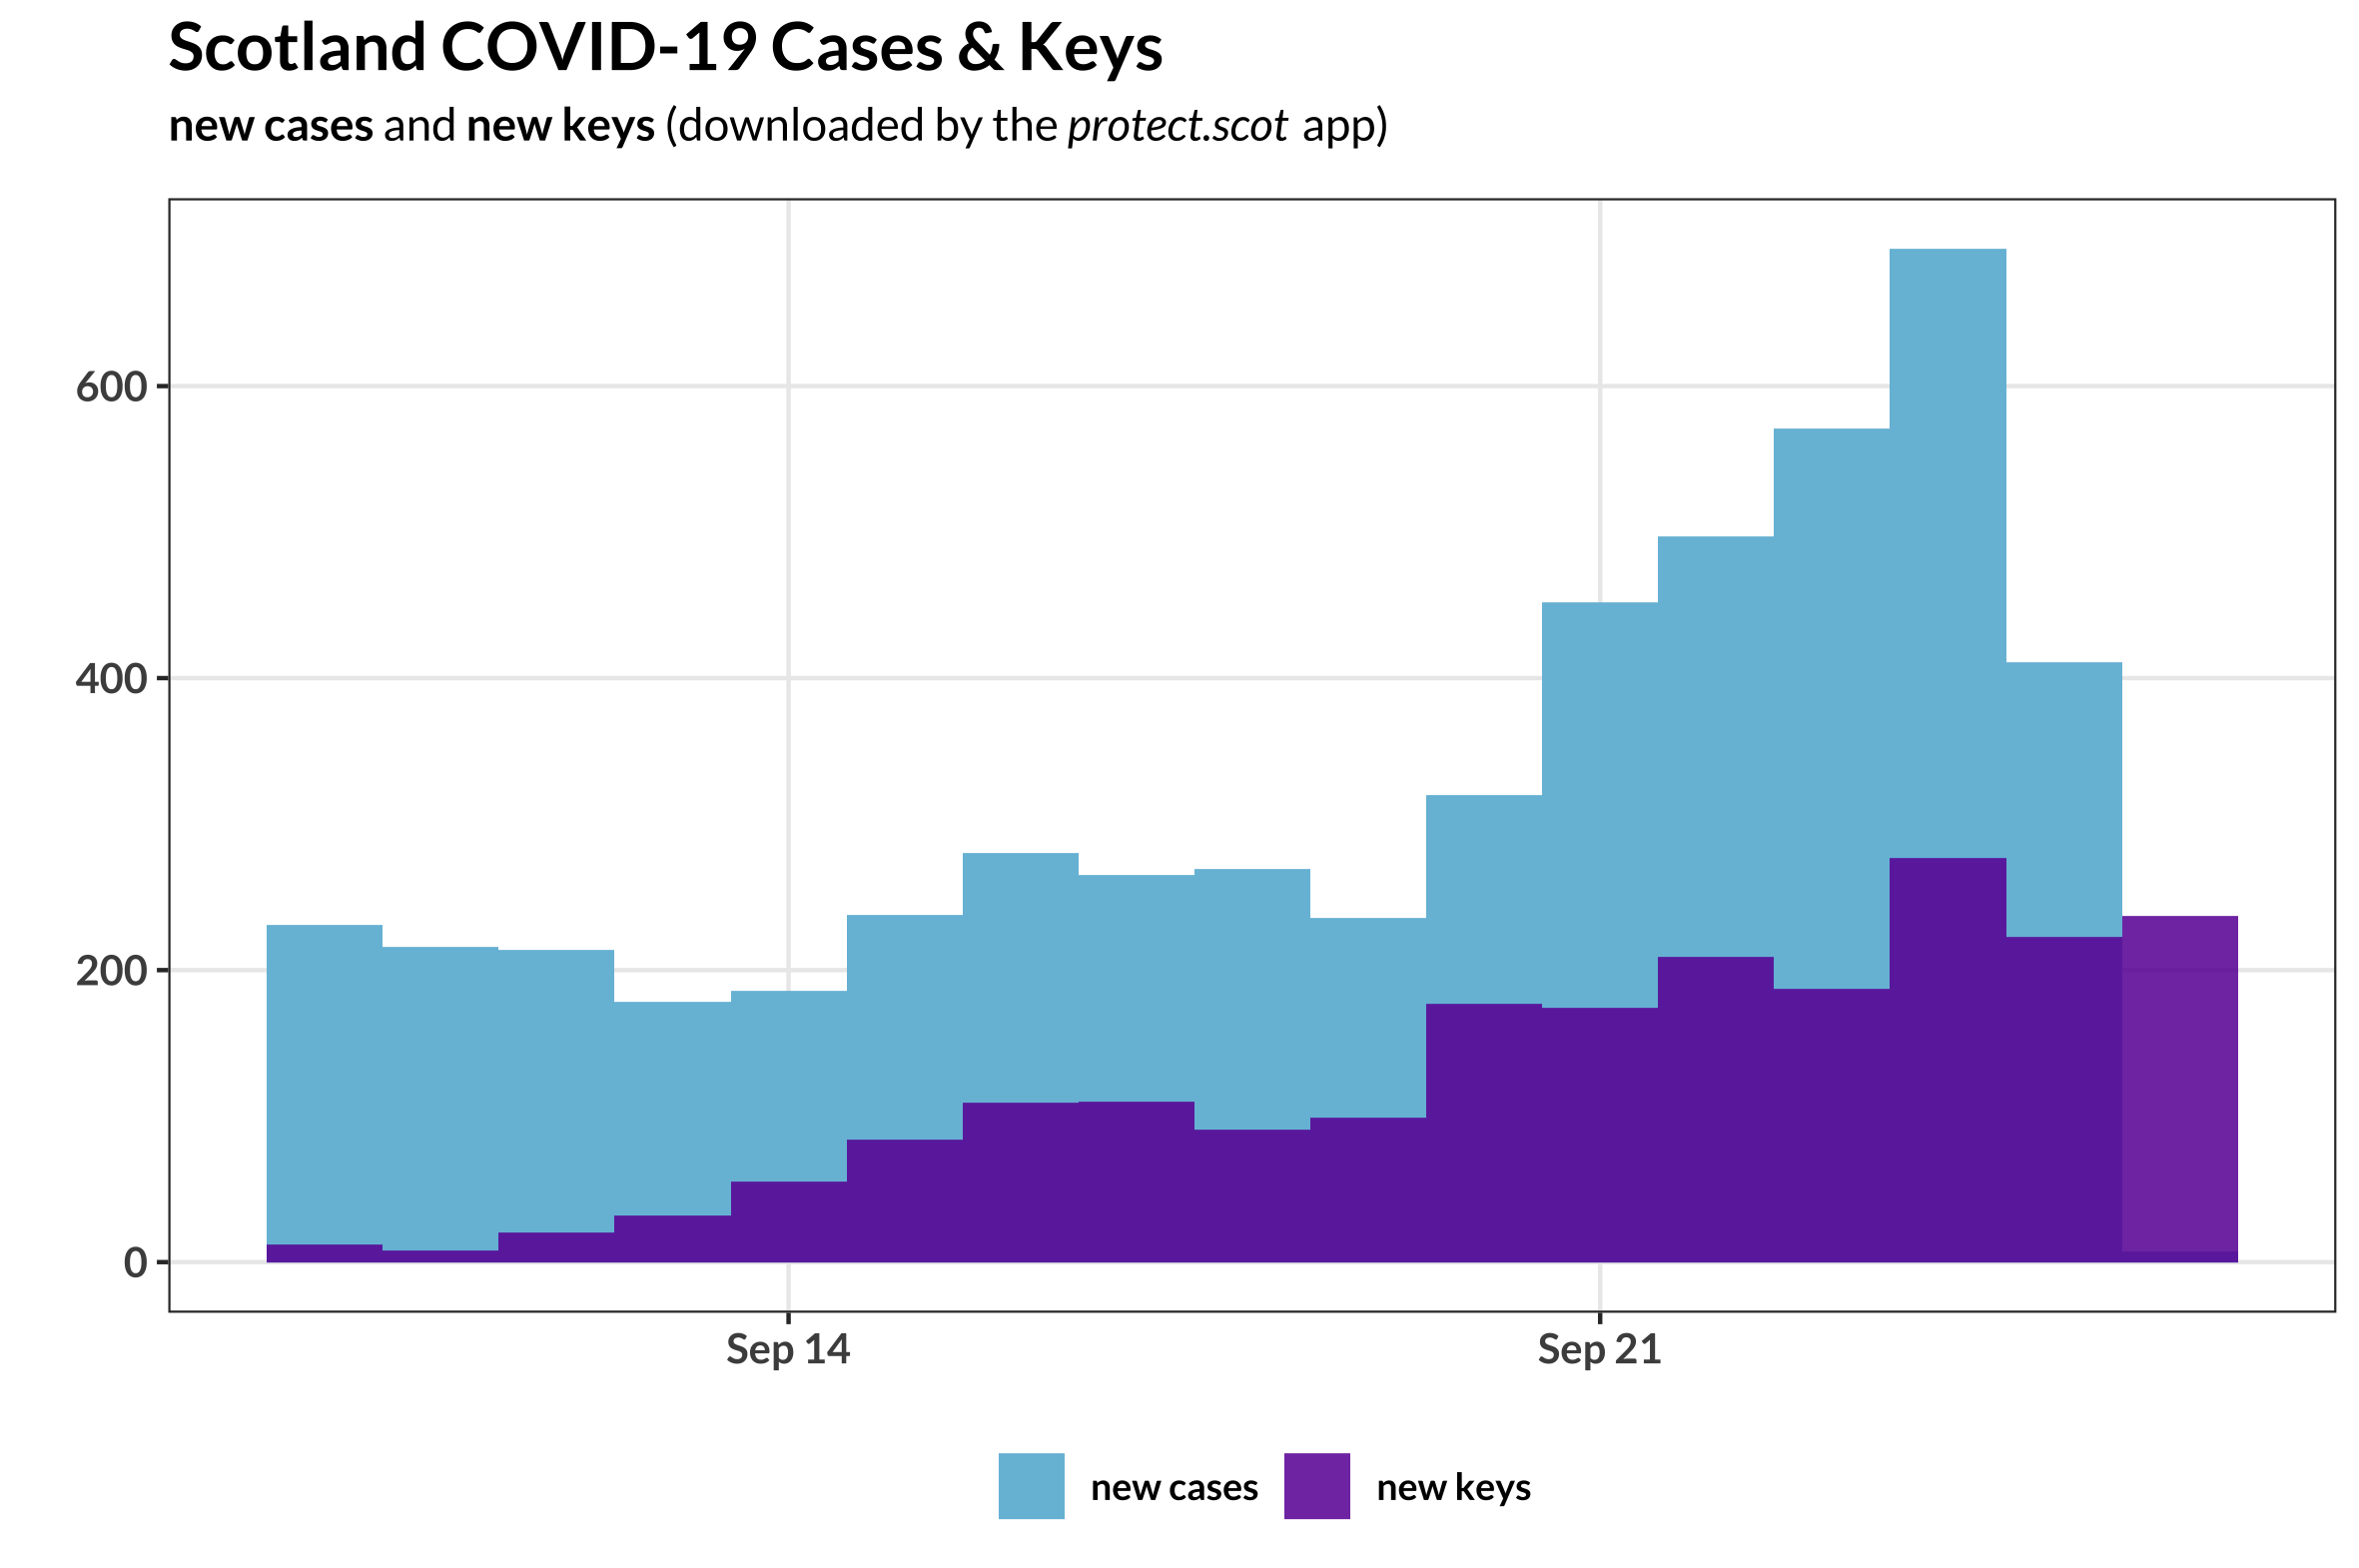 Scotland COVID-19 Cases & Keys
new cases and new keys (downloaded by the protect.scot app)
600
400
200
0
Sep 14 Sep 21
new cases new keys